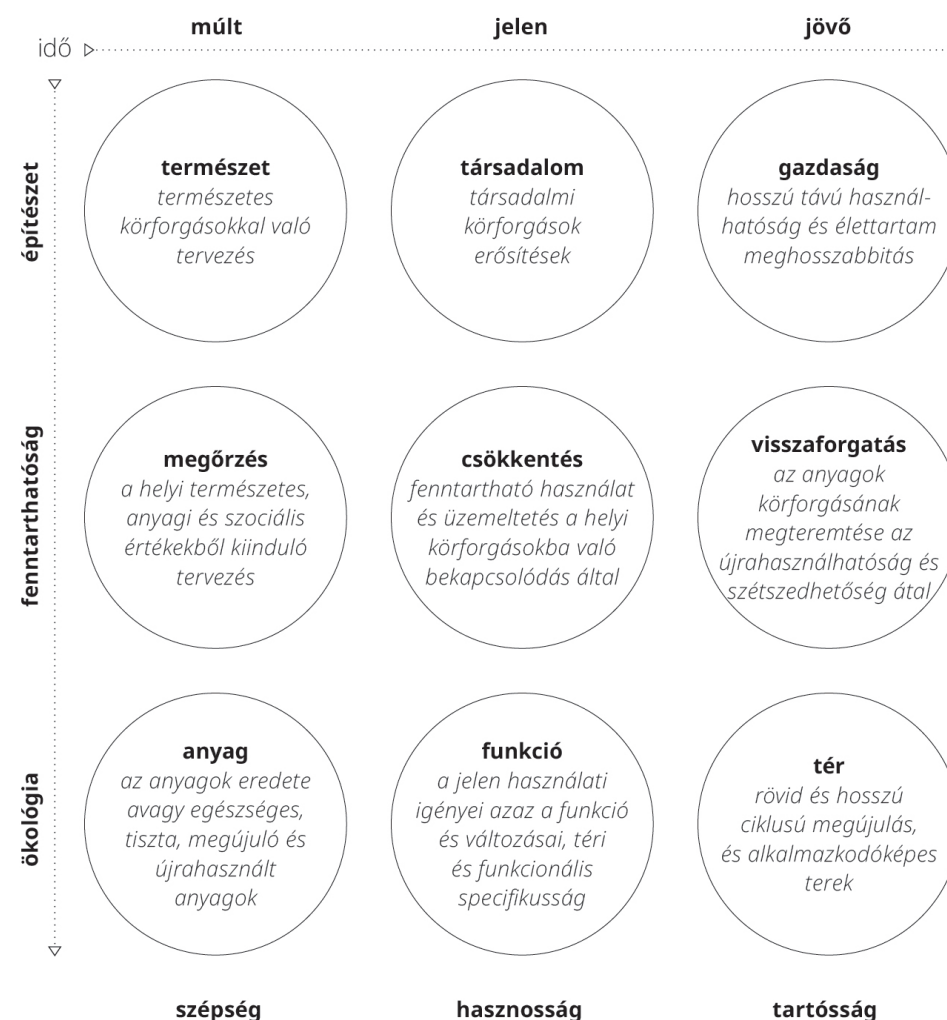 múlt
jelen
jövő
idő
építészet
természet
természetes
körforgásokkal való
tervezés
társadalom
társadalmi
körforgások
erősítések
gazdaság
hosszú távú használ-
hatóság és élettartam
meghosszabbitás
fenntarthatóság
megőrzés
a helyi természetes,
anyagi és szociális
értékekből kiinduló
tervezés
csökkentés
fenntartható használat
és üzemeltetés a helyi
körforgásokba való
bekapcsolódás által
visszaforgatás
az anyagok
körforgásának
megteremtése az
újrahasználhatóság és
szétszedhetőség átal
ökológia
anyag
az anyagok eredete
avagy egészséges,
tiszta, megújuló és
újrahasznált
anyagok
funkció
a jelen használati
igényei azaz a funkció
és változásai, téri
és funkcionális
specifikusság
tér
rövid és hosszú
ciklusú megújulás,
és alkalmazkodóképes
terek
szépség
hasznosság
tartósság